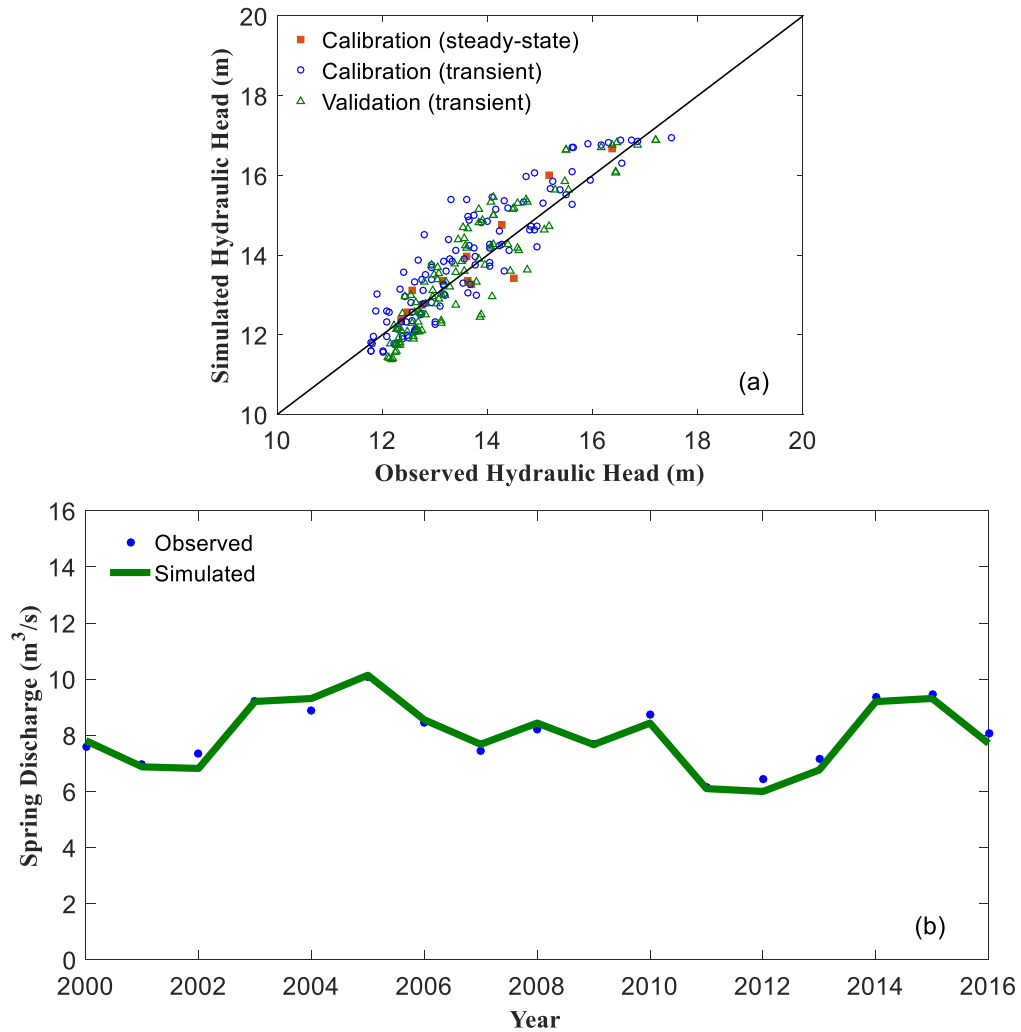 20
18
16
14
12
10
Simulated Hydraulic Head (m)
Calibration (steady-state)
Calibration (transient)
Validation (transient)
(a)
10 12 14 16 18 20
Observed Hydraulic Head (m)
16
14
12
10
8
6
4
2
0
Spring Discharge (m³/s)
Observed
Simulated
(b)
2000 2002 2004 2006 2008 2010 2012 2014 2016
Year